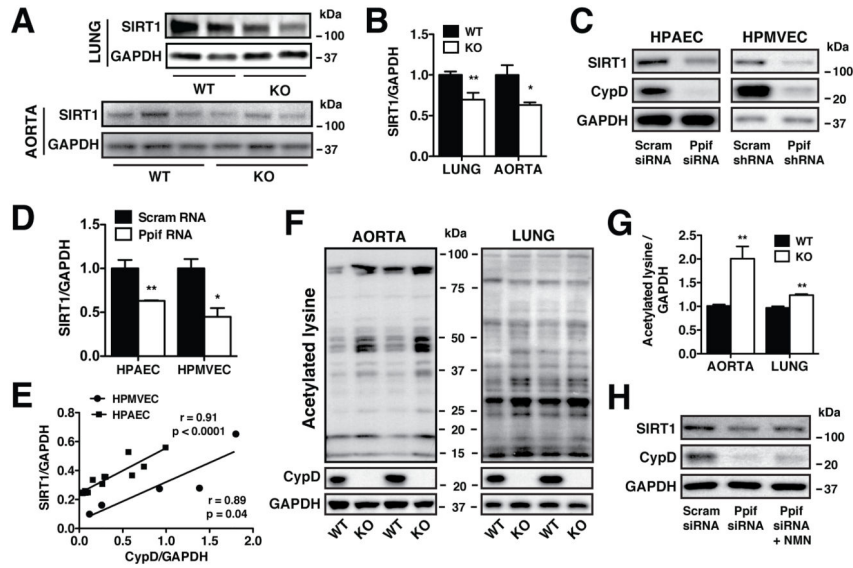 A
LUNG
SIRT1
GAPDH
kDa
-100
-37
WT KO
AORTA
SIRT1
GAPDH
kDa
-100
-37
WT KO
B
SIRT1/GAPDH
1.5
1.0
0.5
0.0
WT
KO
** *
LUNG AORTA
C
HPAEC HPMVEC
kDa
SIRT1
-100
CypD
-20
GAPDH
-37
Scram siRNA
Ppif siRNA
Scram shRNA
Ppif shRNA
D
SIRT1/GAPDH
1.5
1.0
0.5
0.0
Scram RNA
Ppif RNA
** *
HPAEC HPMVEC
E
HPMVEC
HPAEC
SIRT1/GAPDH
0.8
0.6
0.4
0.2
0.0
r = 0.91
p < 0.0001
r = 0.89
p = 0.04
0.0 0.5 1.0 1.5 2.0
CypD/GAPDH
F
AORTA kDa LUNG
Acetylated lysine
-100-
- 75 -
- 50 -
- 37 -
- 25 -
- 20 -
- 15 -
CypD
20
GAPDH
- 37 -
WT KO WT KO WT KO WT KO
G
Acetylated lysine/
GAPDH
2.5
2.0
1.5
1.0
0.5
0.0
WT
KO
** **
AORTA LUNG
H
kDa
SIRT1
-100
CypD
-20
GAPDH
-37
Scram siRNA
Ppif siRNA
Ppif siRNA + NMN